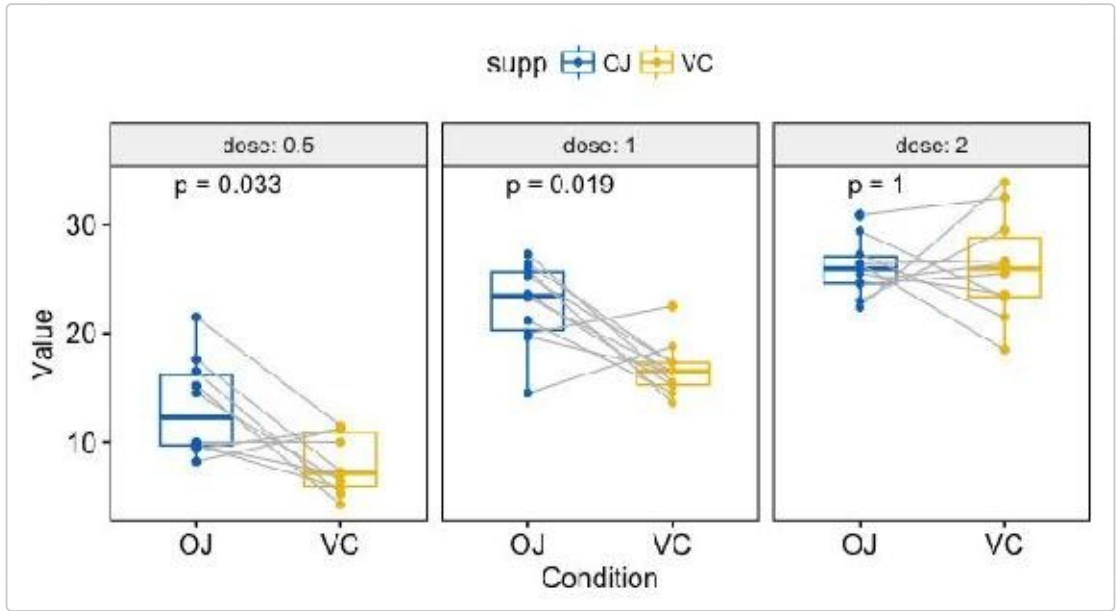 supp OJ VC
dose: 0.5
dose: 1
dose: 2
p = 0.033
p = 0.019
p = 1
Value
30
20
10
OJ VC
OJ VC
OJ VC
Condition